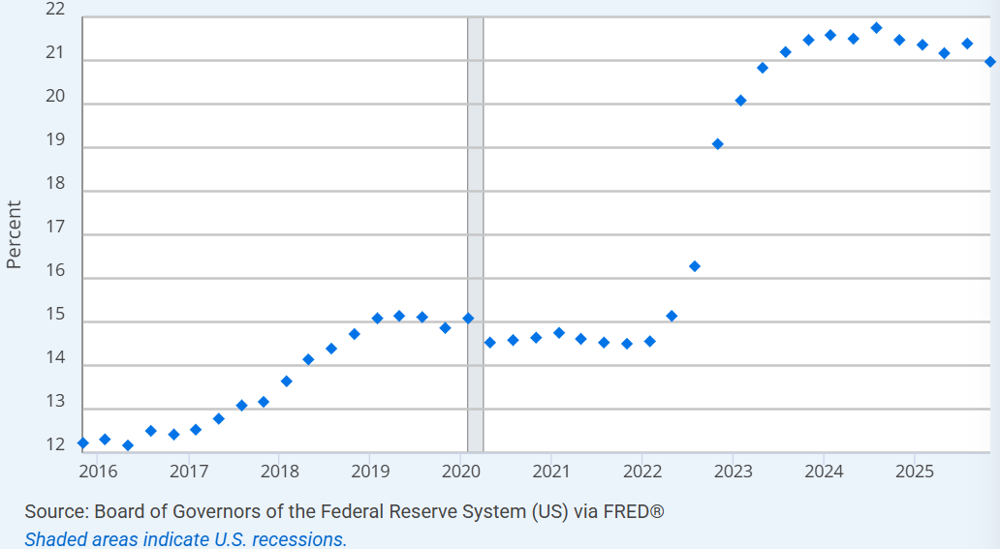 22
21
20
19
18
17
16
15
14
13
12
Percent
2016 2017 2018 2019 2020 2021 2022 2023 2024 2025
Source: Board of Governors of the Federal Reserve System (US) via FRED®
Shaded areas indicate U.S. recessions.